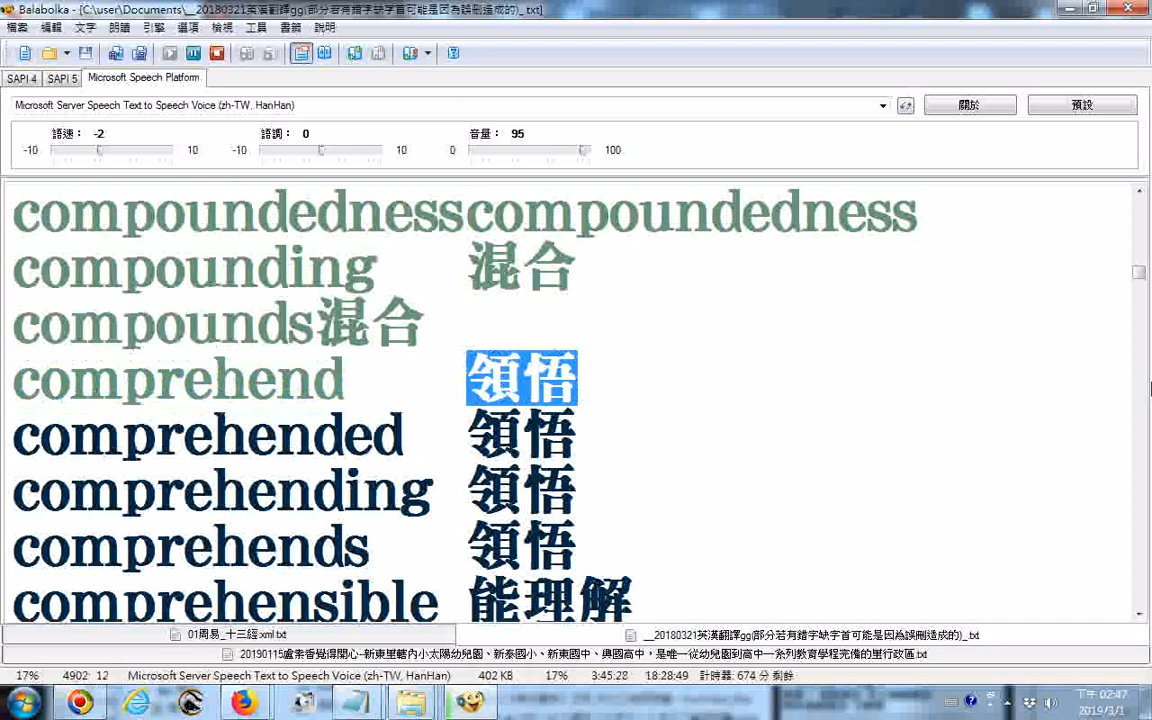 Balabolka - [C:\user\Documents\__20180321英漢翻譯gg(部分若有錯字缺字首可能是因為誤刪造成的)_.txt]
檔案 編輯 文字 朗讀 引擎 選項 檢視 工具 書籤 說明
SAPI 4 SAPI 5 Microsoft Speech Platform
Microsoft Server Speech Text to Speech Voice (zh-TW, HanHan) 關於 預設
語速： -2 語調： 0 音量： 95
-10 10 -10 10 0 100
compoundednesscompoundedness
compounding 混合
compounds混合
comprehend 領悟
comprehended 領悟
comprehending 領悟
comprehends 領悟
comprehensible 能理解
01周易_十三經.xml.txt __20180321英漢翻譯gg(部分若有錯字缺字首可能是因為誤刪造成的)_.txt
20190115盧素香覺得開心-新東里轄內小太陽幼兒園、新泰國小、新東國中、興國高中，是唯一從幼兒園到高中一系列教育學程完備的里行政區.txt
17% 4902: 12 Microsoft Server Speech Text to Speech Voice (zh-TW, HanHan) 402 KB 17% 3:45:28 18:28:49 計時器: 674 分 剩餘
下午 02:47
2019/3/1